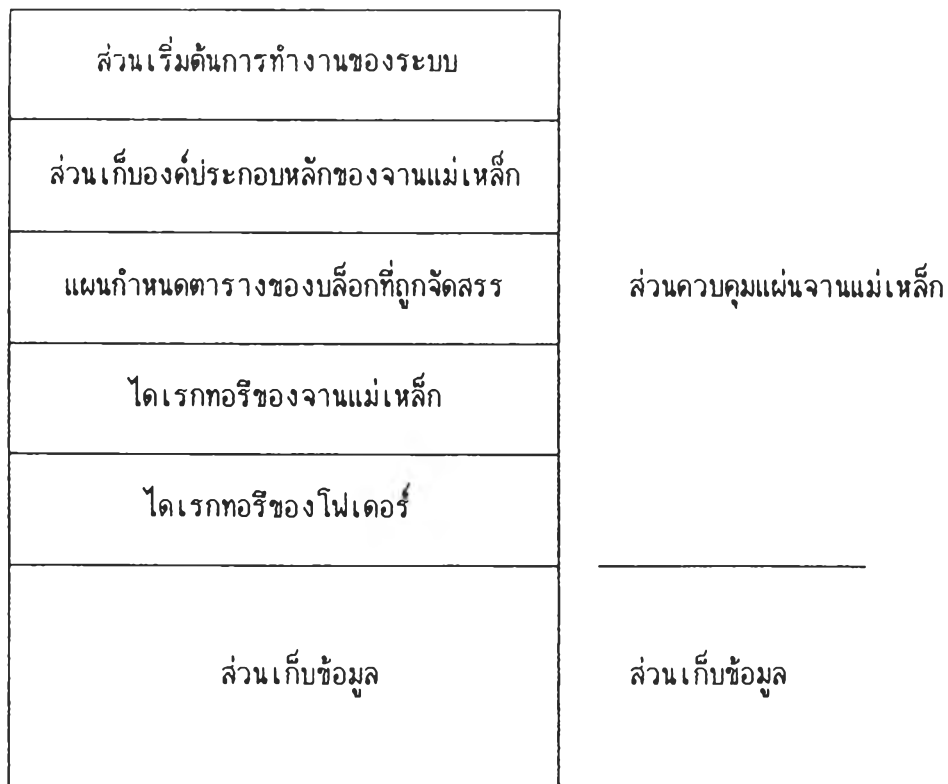 ส่วนเริ่มต้นการทำงานของระบบ
ส่วนเก็บองค์ประกอบหลักของจานแม่เหล็ก
แผนกำหนดตารางของบล็อกที่ถูกจัดสรร
ส่วนควบคุมแผ่นจานแม่เหล็ก
ไดเรกทอรีของจานแม่เหล็ก
ไดเรกทอรีของโฟเดอร์
ส่วนเก็บข้อมูล
ส่วนเก็บข้อมูล